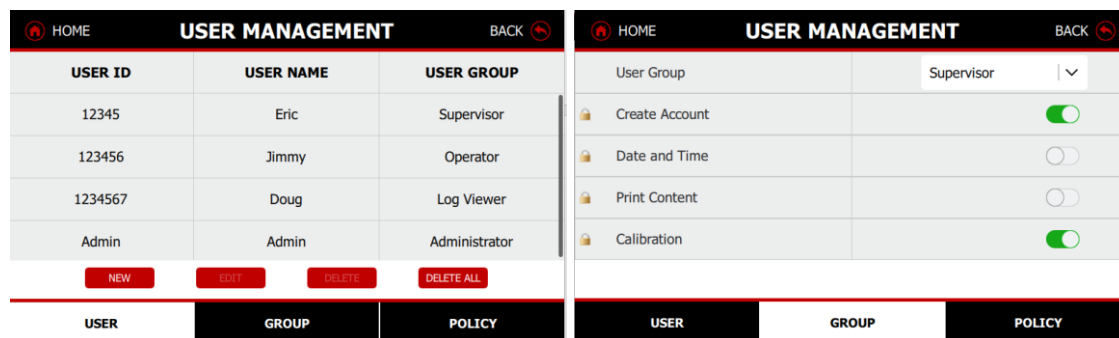 HOME USER MANAGEMENT BACK
USER ID USER NAME USER GROUP
12345 Eric Supervisor
123456 Jimmy Operator
1234567 Doug Log Viewer
Admin Admin Administrator
NEW EDIT DELETE DELETE ALL
USER GROUP POLICY
HOME USER MANAGEMENT BACK
User Group Supervisor
Create Account
Date and Time
Print Content
Calibration
USER GROUP POLICY